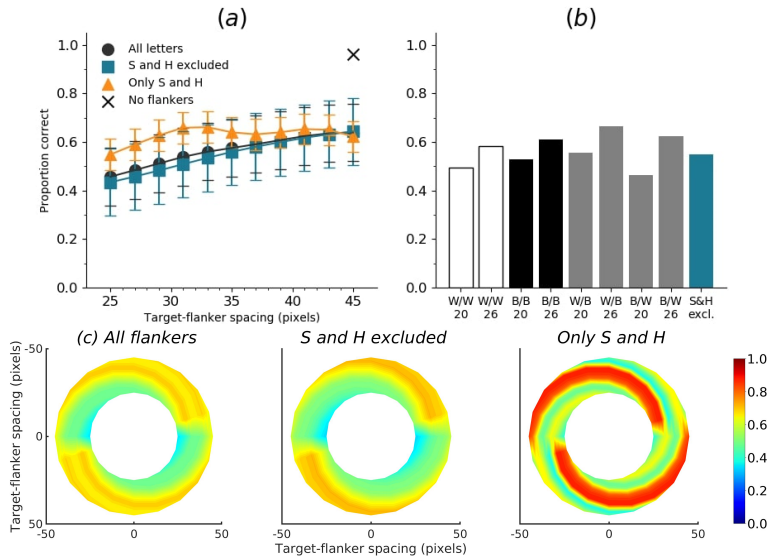 (a)
1.0
0.8
0.6
0.4
0.2
0.0
Proportion correct
All letters
S and H excluded
Only S and H
No flankers
25 30 35 40 45
Target-flanker spacing (pixels)
(b)
1.0
0.8
0.6
0.4
0.2
0.0
W/W W/W B/B B/B W/B W/B B/W B/W S&H
20 26 20 26 20 26 20 26 excl.
(c) All flankers
S and H excluded
Only S and H
Target-flanker spacing (pixels)
-50
0
50
-50 0 50
-50 0 50
-50 0 50
Target-flanker spacing (pixels)
1.0
0.8
0.6
0.4
0.2
0.0